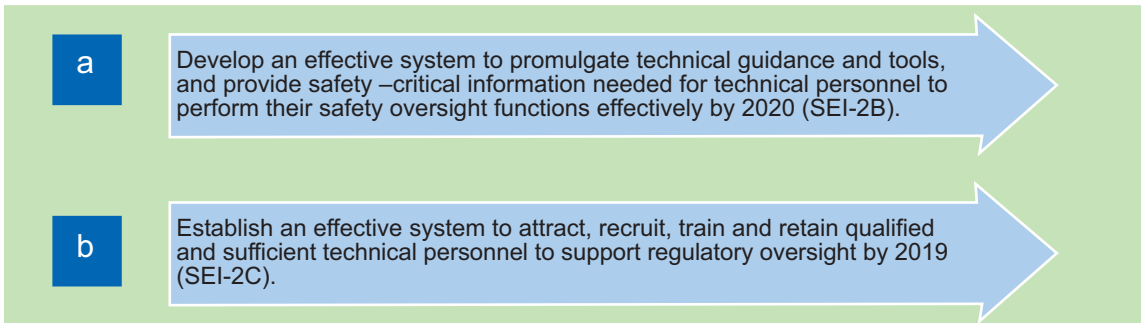 a
Develop an effective system to promulgate technical guidance and tools,
and provide safety –critical information needed for technical personnel to
perform their safety oversight functions effectively by 2020 (SEI-2B).
b
Establish an effective system to attract, recruit, train and retain qualified
and sufficient technical personnel to support regulatory oversight by 2019
(SEI-2C).